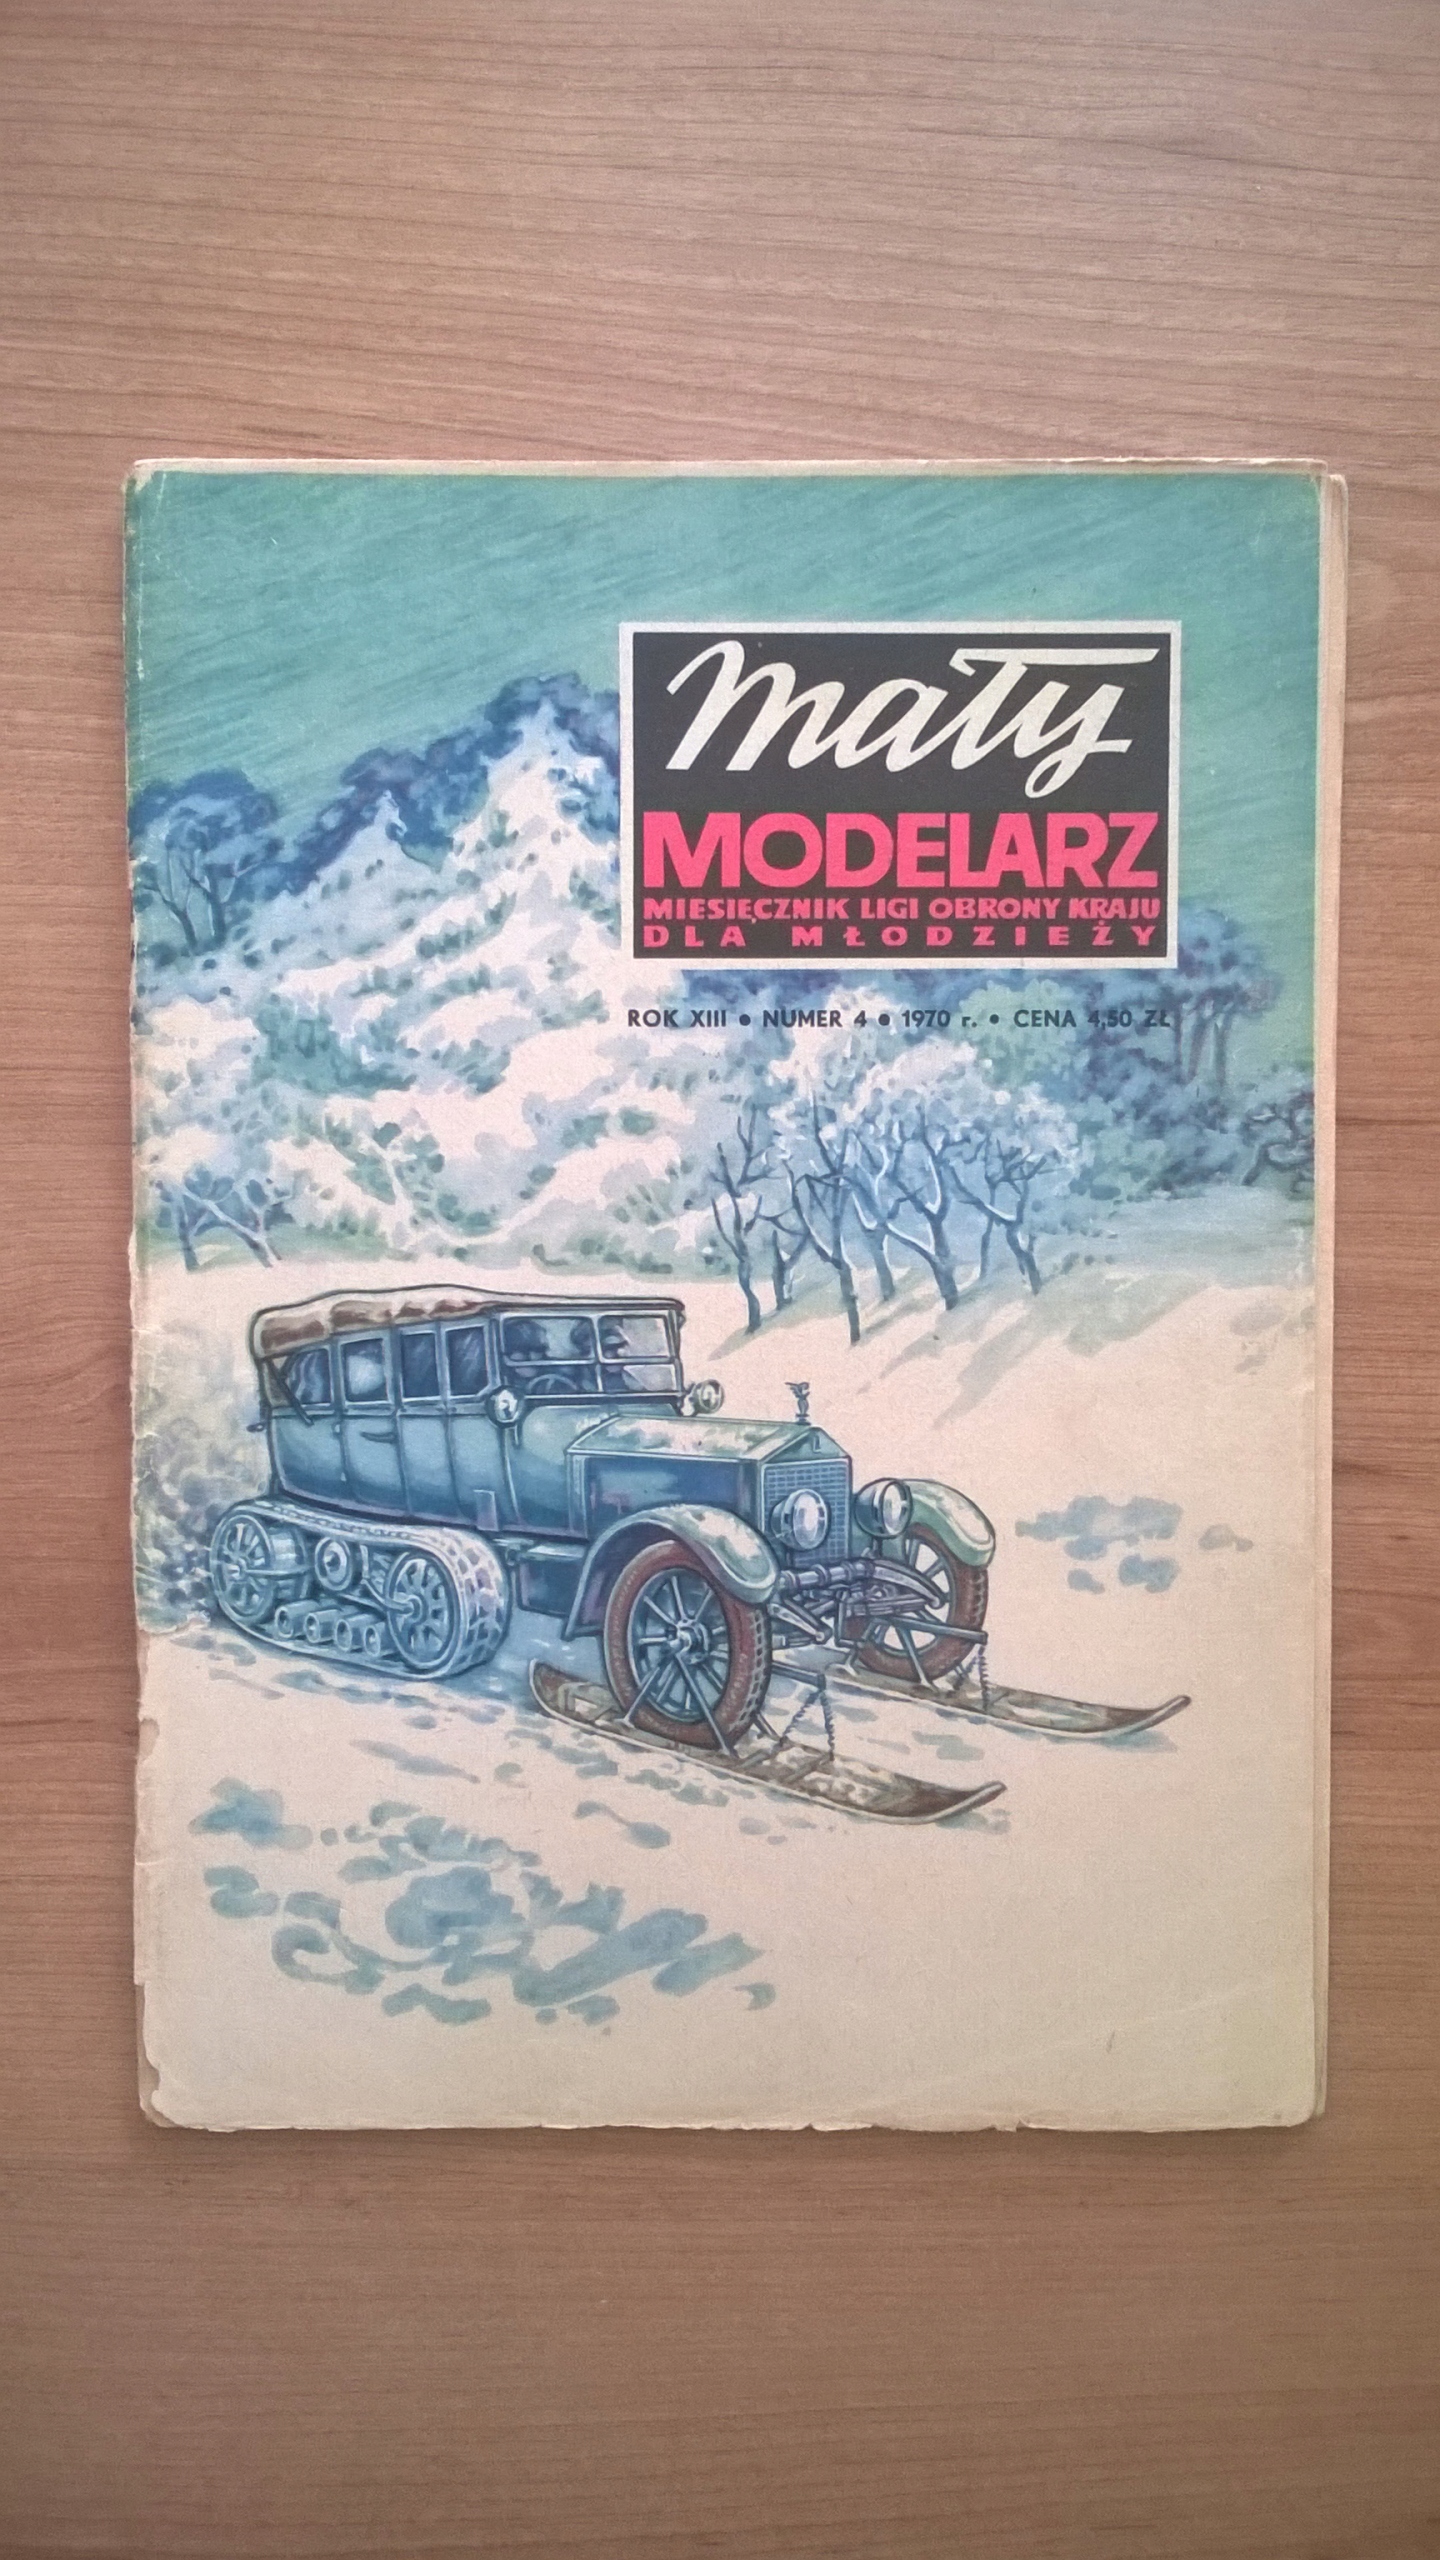 Mały
MODELARZ
MIESIĘCZNIK LIGI OBRONY KRAJU
DLA MŁODZIEŻY
ROK XIII • NUMER 4 • 1970 r. • CENA 4,50 ZŁ